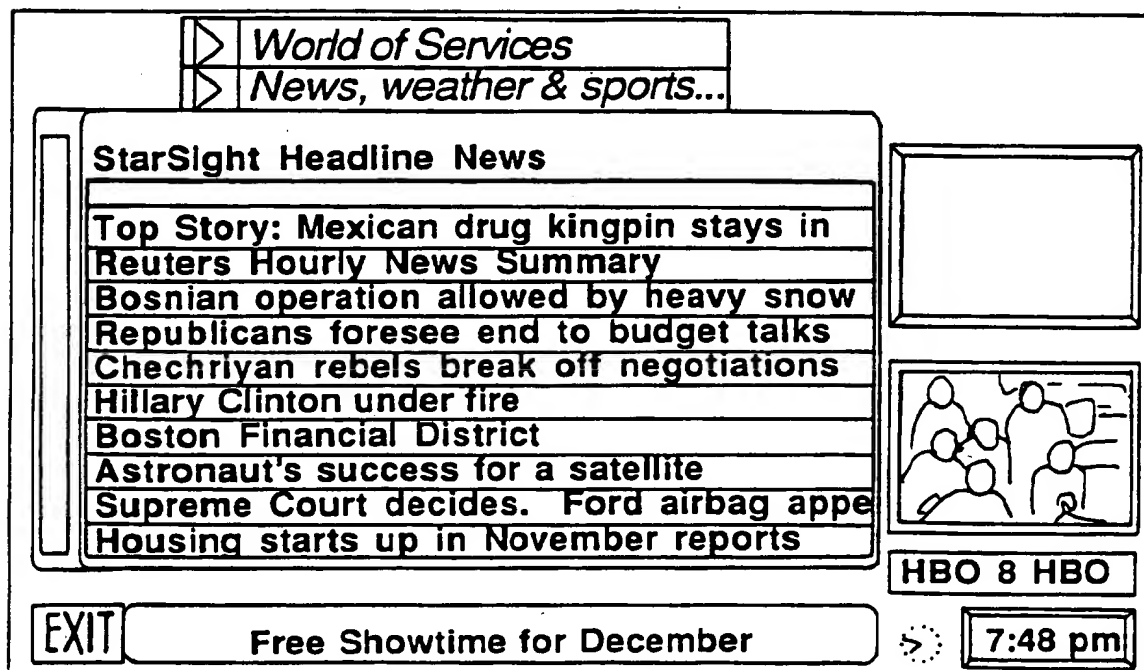 World of Services
News, weather & sports...
StarSight Headline News
Top Story: Mexican drug kingpin stays in
Reuters Hourly News Summary
Bosnian operation allowed by heavy snow
Republicans foresee end to budget talks
Chechriyan rebels break off negotiations
Hillary Clinton under fire
Boston Financial District
Astronaut's success for a satellite
Supreme Court decides. Ford airbag appe
Housing starts up in November reports
HBO 8 HBO
EXIT
Free Showtime for December
7:48 pm